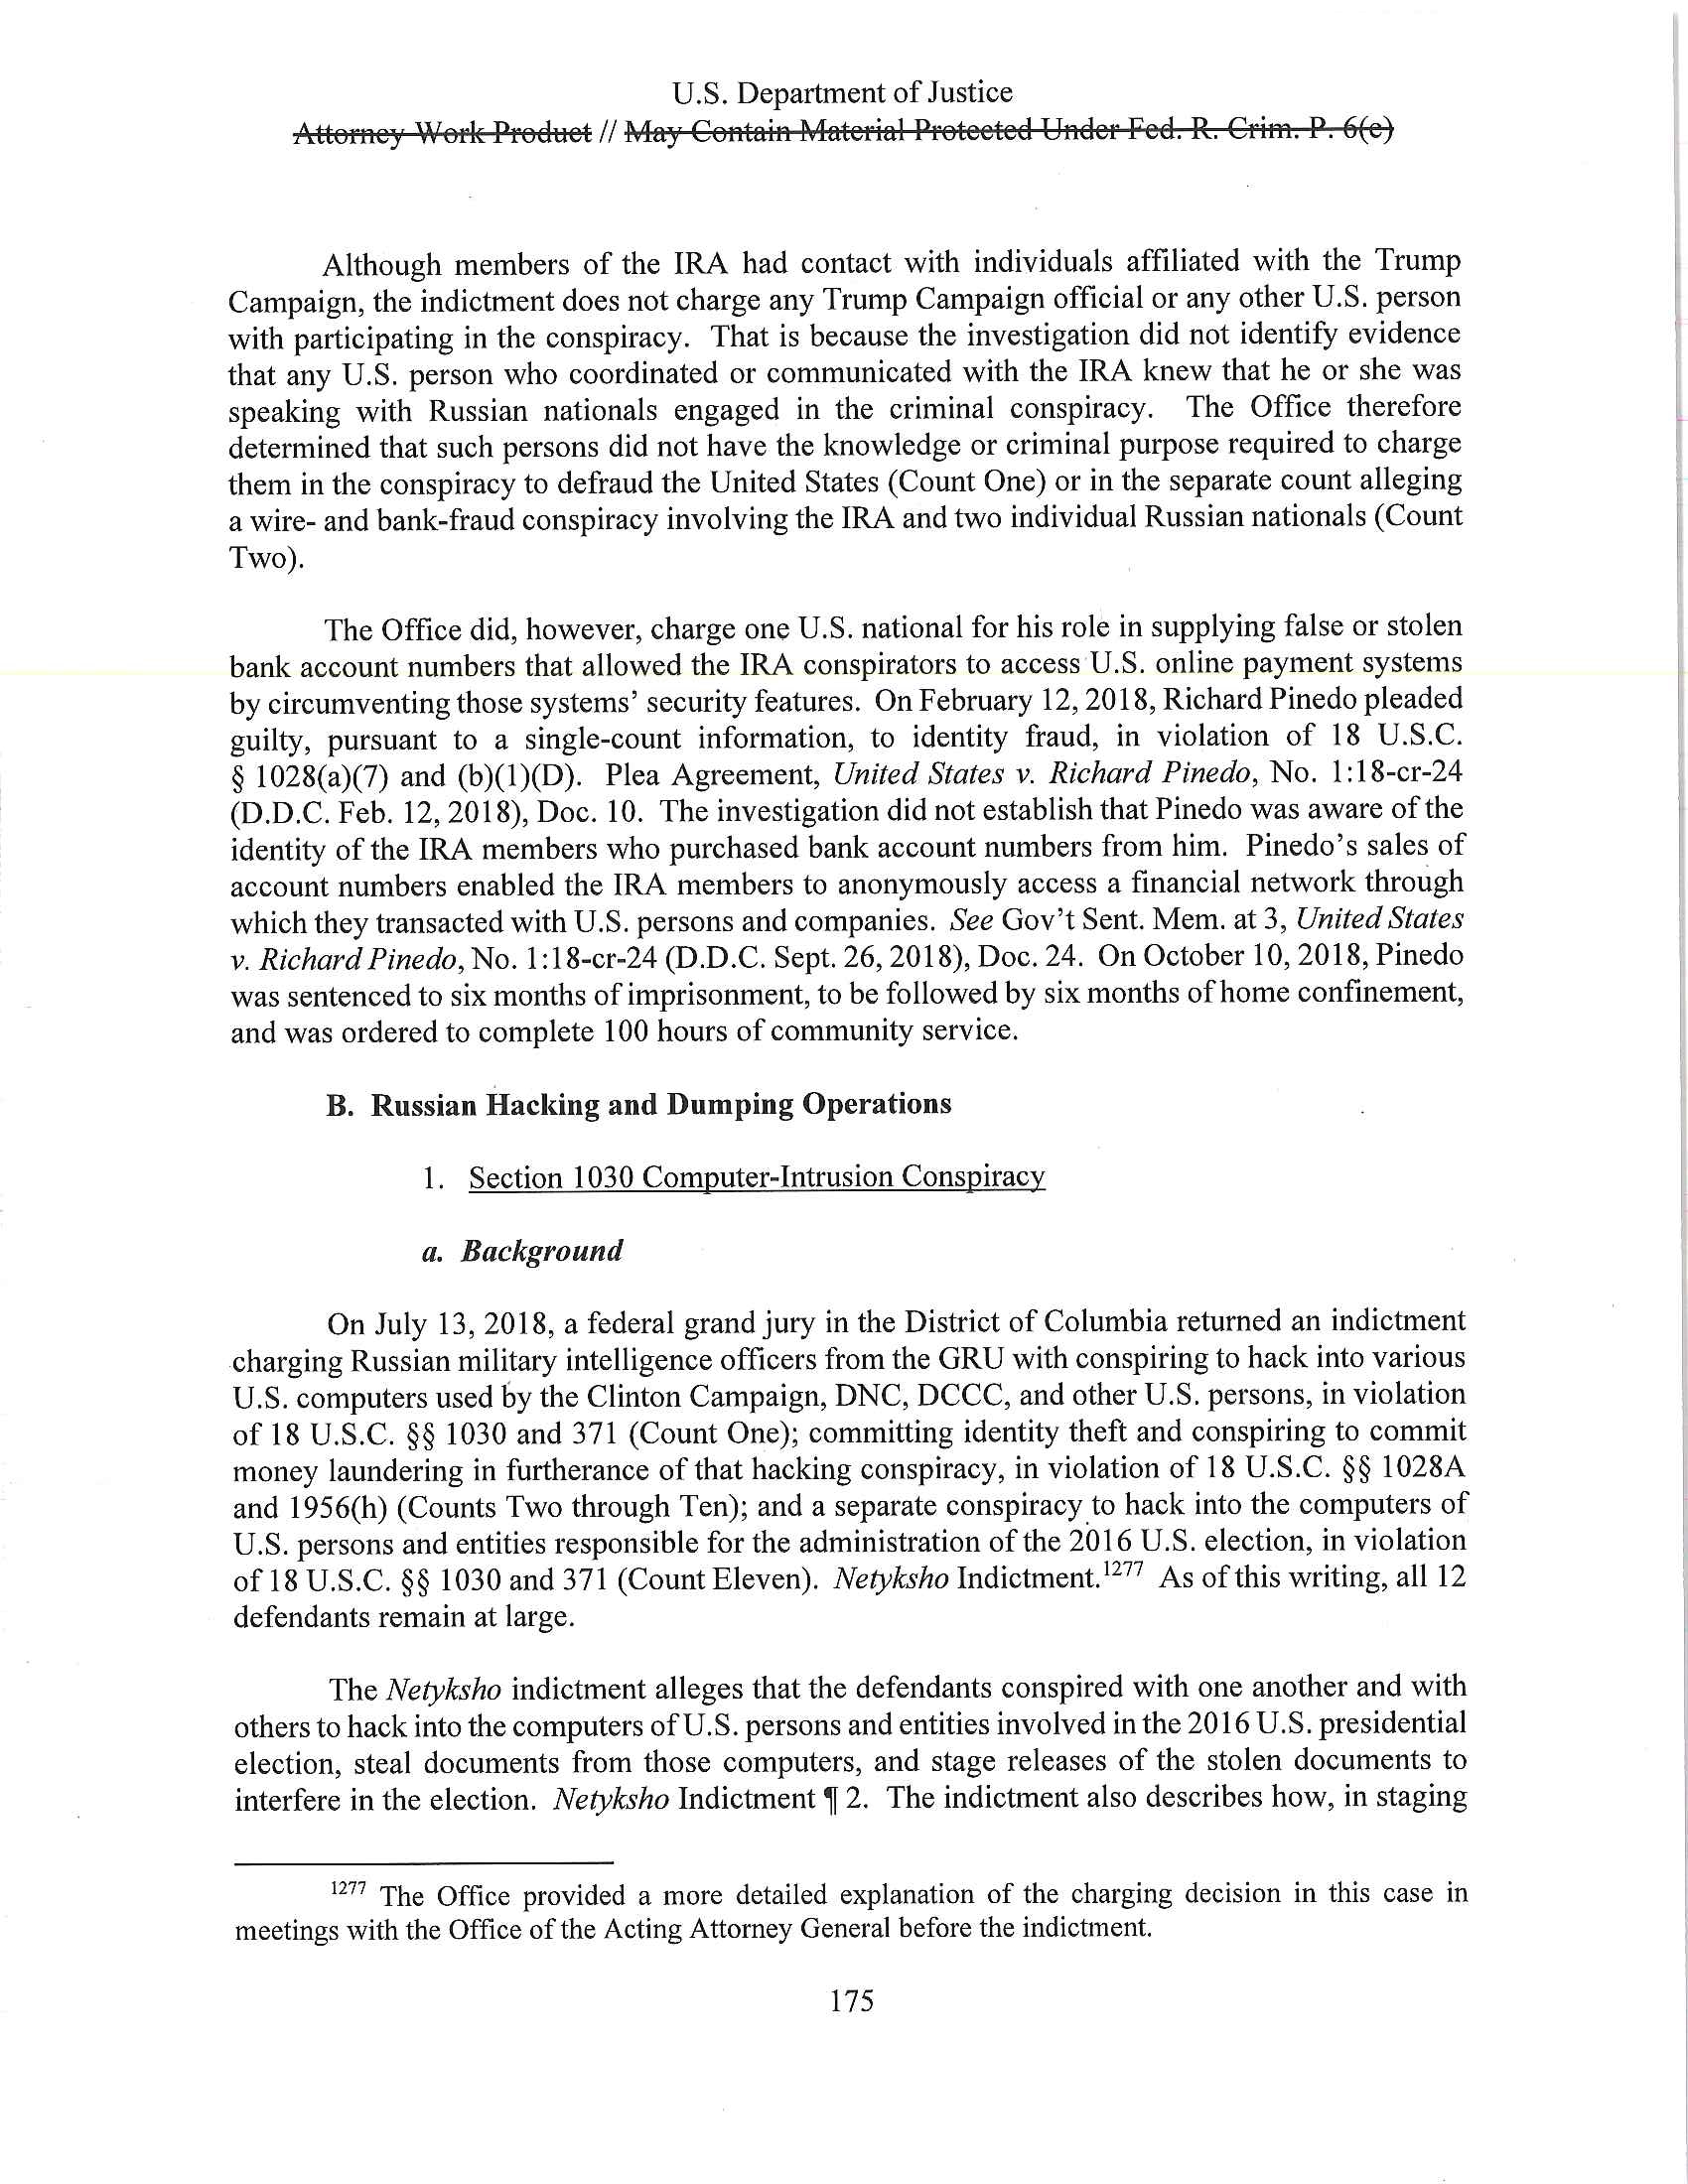 U.S. Department of Justice
Attorney Work Product // May Contain Material Protected Under Fed. R. Crim. P. 6(e)
Although members of the IRA had contact with individuals affiliated with the Trump
Campaign, the indictment does not charge any Trump Campaign official or any other U.S. person
with participating in the conspiracy. That is because the investigation did not identify evidence
that any U.S. person who coordinated or communicated with the IRA knew that he or she was
speaking with Russian nationals engaged in the criminal conspiracy. The Office therefore
determined that such persons did not have the knowledge or criminal purpose required to charge
them in the conspiracy to defraud the United States (Count One) or in the separate count alleging
a wire- and bank-fraud conspiracy involving the IRA and two individual Russian nationals (Count
Two).
The Office did, however, charge one U.S. national for his role in supplying false or stolen
bank account numbers that allowed the IRA conspirators to access U.S. online payment systems
by circumventing those systems' security features. On February 12, 2018, Richard Pinedo pleaded
guilty, pursuant to a single-count information, to identity fraud, in violation of 18 U.S.C.
§ 1028(a)(7) and (b)(1)(D). Plea Agreement, United States v. Richard Pinedo, No. 1:18-cr-24
(D.D.C. Feb. 12, 2018), Doc. 10. The investigation did not establish that Pinedo was aware of the
identity of the IRA members who purchased bank account numbers from him. Pinedo's sales of
account numbers enabled the IRA members to anonymously access a financial network through
which they transacted with U.S. persons and companies. See Gov't Sent. Mem. at 3, United States
v. Richard Pinedo, No. 1:18-cr-24 (D.D.C. Sept. 26, 2018), Doc. 24. On October 10, 2018, Pinedo
was sentenced to six months of imprisonment, to be followed by six months of home confinement,
and was ordered to complete 100 hours of community service.
B. Russian Hacking and Dumping Operations
1. Section 1030 Computer-Intrusion Conspiracy
a. Background
On July 13, 2018, a federal grand jury in the District of Columbia returned an indictment
charging Russian military intelligence officers from the GRU with conspiring to hack into various
U.S. computers used by the Clinton Campaign, DNC, DCCC, and other U.S. persons, in violation
of 18 U.S.C. §§ 1030 and 371 (Count One); committing identity theft and conspiring to commit
money laundering in furtherance of that hacking conspiracy, in violation of 18 U.S.C. §§ 1028A
and 1956(h) (Counts Two through Ten); and a separate conspiracy to hack into the computers of
U.S. persons and entities responsible for the administration of the 2016 U.S. election, in violation
of 18 U.S.C. §§ 1030 and 371 (Count Eleven). Netyksho Indictment.1277 As of this writing, all 12
defendants remain at large.
The Netyksho indictment alleges that the defendants conspired with one another and with
others to hack into the computers of U.S. persons and entities involved in the 2016 U.S. presidential
election, steal documents from those computers, and stage releases of the stolen documents to
interfere in the election. Netyksho Indictment ¶ 2. The indictment also describes how, in staging
1277 The Office provided a more detailed explanation of the charging decision in this case in
meetings with the Office of the Acting Attorney General before the indictment.
175